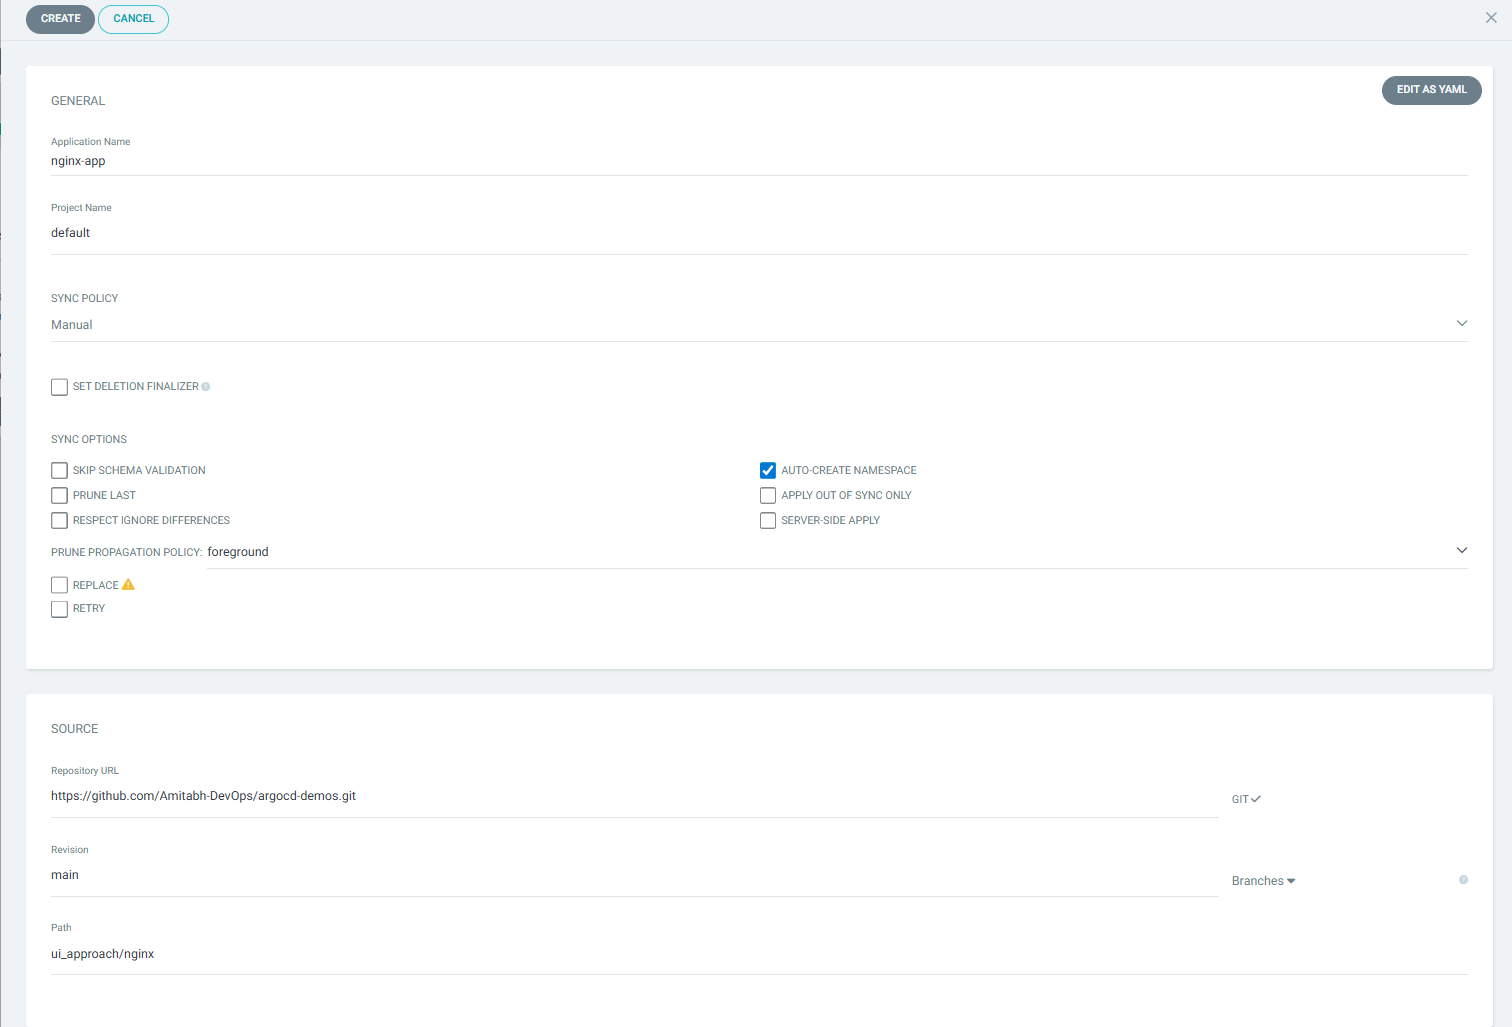 CREATE CANCEL
GENERAL
EDIT AS YAML
Application Name
nginx-app
Project Name
default
SYNC POLICY
Manual
SET DELETION FINALIZER
SYNC OPTIONS
SKIP SCHEMA VALIDATION
AUTO-CREATE NAMESPACE
PRUNE LAST
APPLY OUT OF SYNC ONLY
RESPECT IGNORE DIFFERENCES
SERVER-SIDE APPLY
PRUNE PROPAGATION POLICY: foreground
REPLACE
RETRY
SOURCE
Repository URL
https://github.com/Amitabh-DevOps/argocd-demos.git
GIT
Revision
main
Branches
Path
ui_approach/nginx